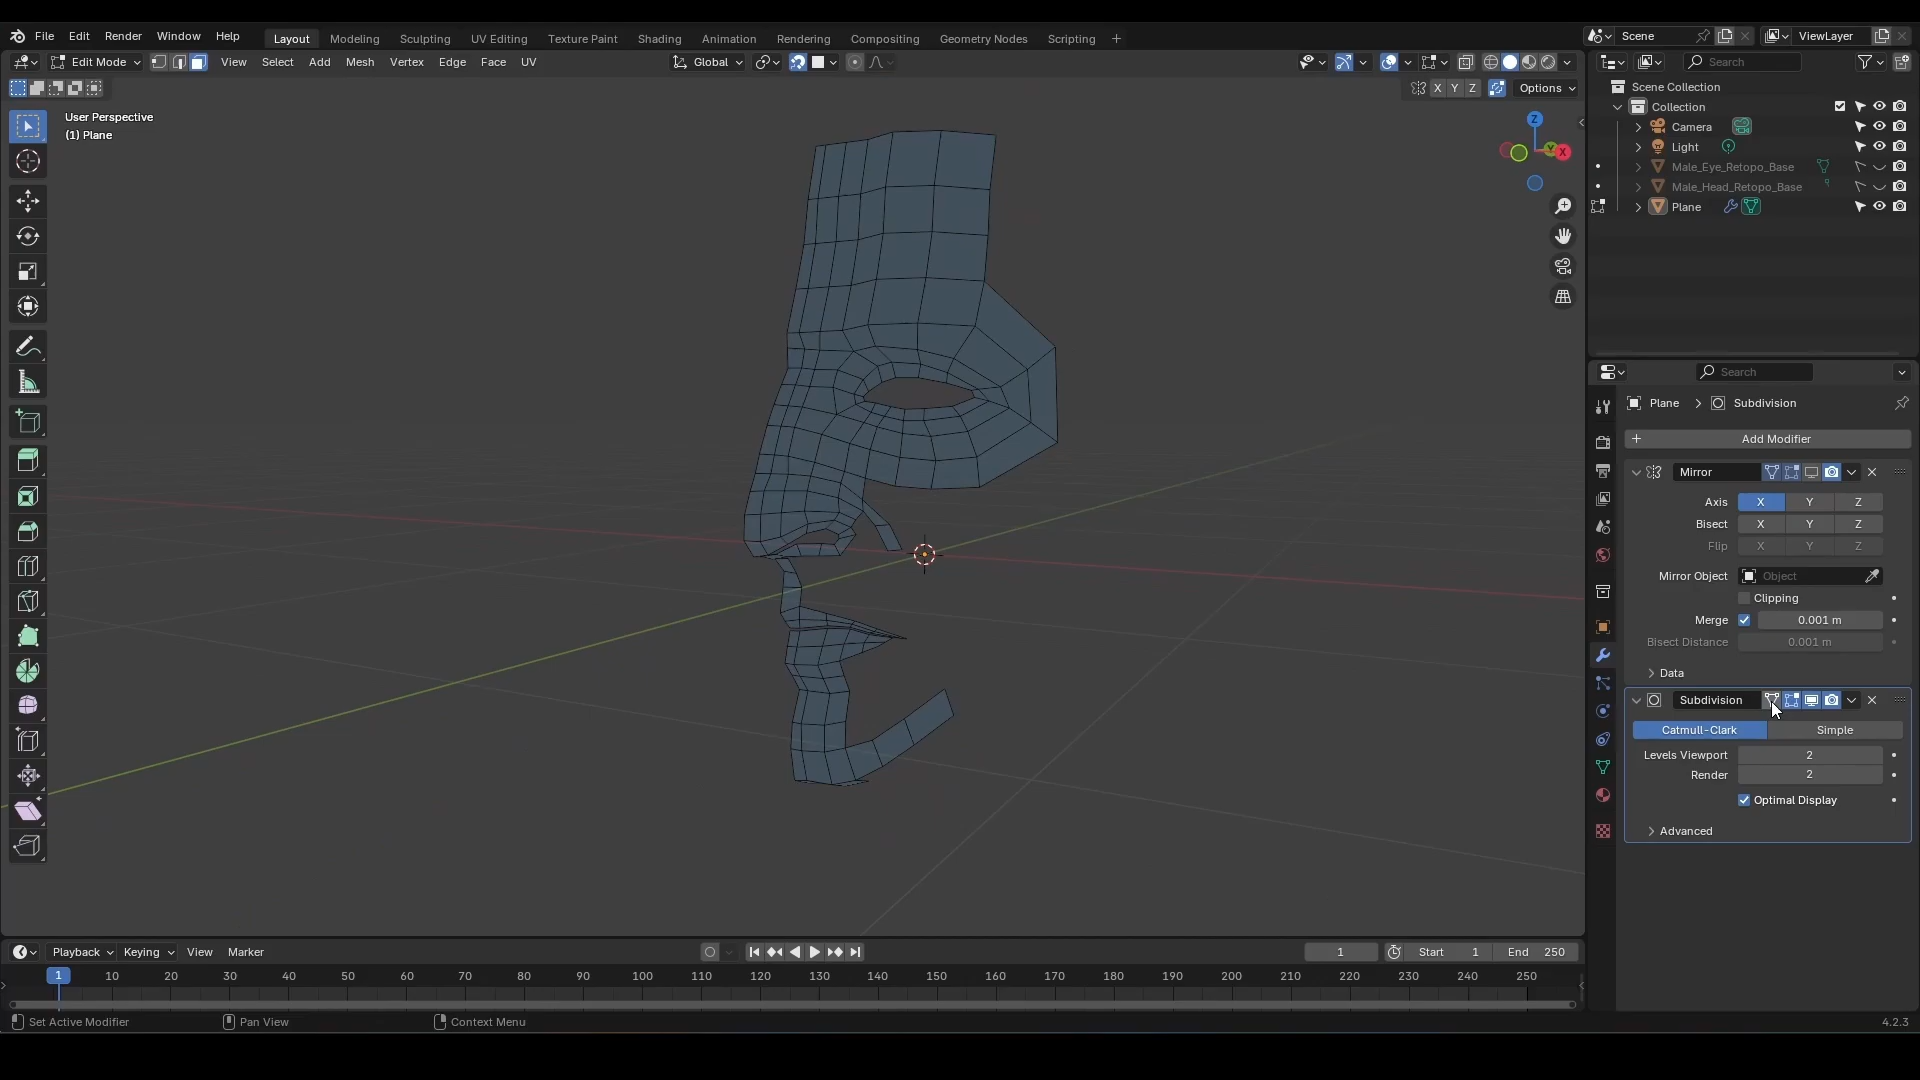 File Edit Render Window Help Layout Modeling Sculpting UV Editing Texture Paint Shading Animation Rendering Compositing Geometry Nodes Scripting + Scene ViewLayer
Edit Mode View Select Add Mesh Vertex Edge Face UV Global Search
X Y Z Options
User Perspective
(1) Plane
Z
Y
X
Scene Collection
Collection
Camera
Light
Male_Eye_Retopo_Base
Male_Head_Retopo_Base
Plane
Search
Plane > Subdivision
+ Add Modifier
Mirror
Axis X Y Z
Bisect X Y Z
Flip X Y Z
Mirror Object Object
Clipping
Merge 0.001 m
Bisect Distance 0.001 m
Data
Subdivision
Catmull-Clark Simple
Levels Viewport 2
Render 2
Optimal Display
Advanced
Playback Keying View Marker 1 Start 1 End 250
1 10 20 30 40 50 60 70 80 90 100 110 120 130 140 150 160 170 180 190 200 210 220 230 240 250
Set Active Modifier Pan View Context Menu 4.2.3